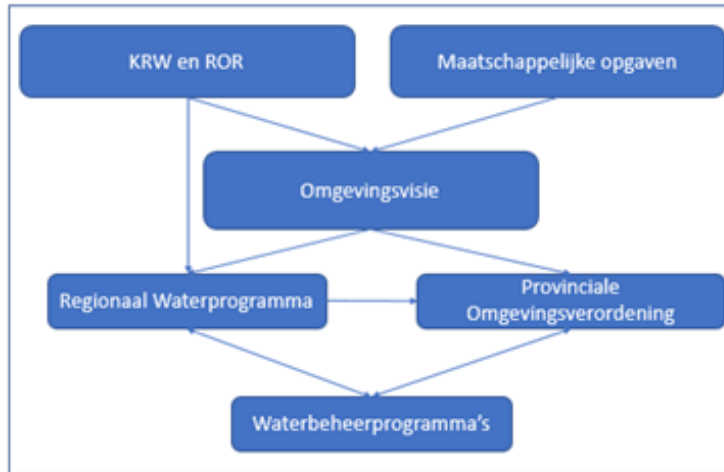 KRW en ROR
Maatschappelijke opgaven
Omgevingsvisie
Regionaal Waterprogramma
Provinciale
Omgevingsverordening
Waterbeheerprogramma's